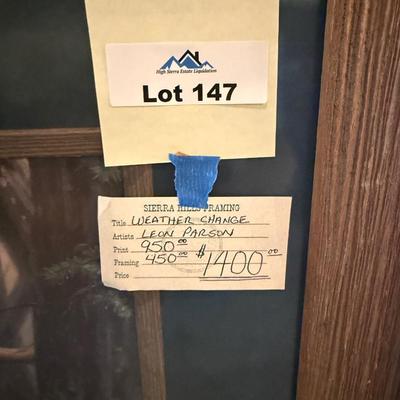 High Sierra Estate Liquidation
Lot 147
SIERRA HILLS FRAMING
Title WEATHER CHANGE
Artists LEON PARSON
Print 950.00
Framing 450.00
Price $1400.00